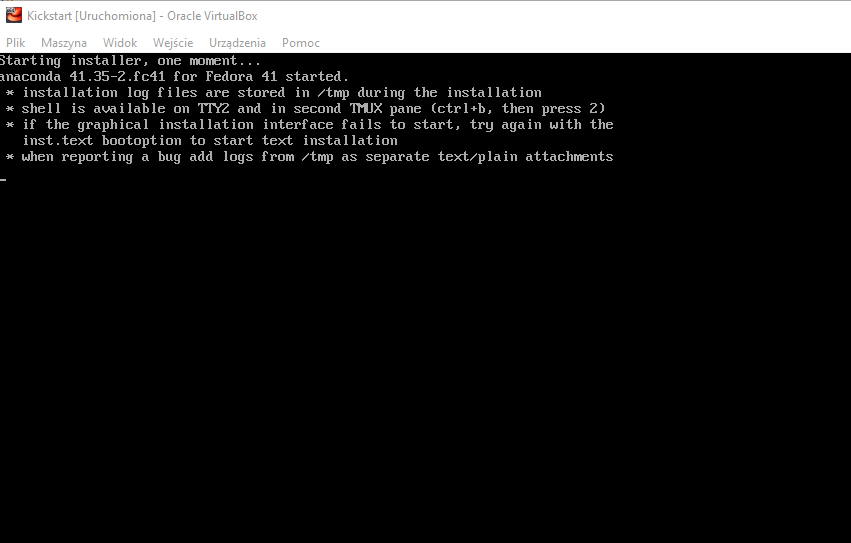 Kickstart [Uruchomiona] - Oracle VirtualBox
Plik Maszyna Widok Wejście Urządzenia Pomoc
Starting installer, one moment...
anaconda 41.35-2.fc41 for Fedora 41 started.
* installation log files are stored in /tmp during the installation
* shell is available on TTY2 and in second TMUX pane (ctrl+b, then press 2)
* if the graphical installation interface fails to start, try again with the
inst.text bootoption to start text installation
* when reporting a bug add logs from /tmp as separate text/plain attachments